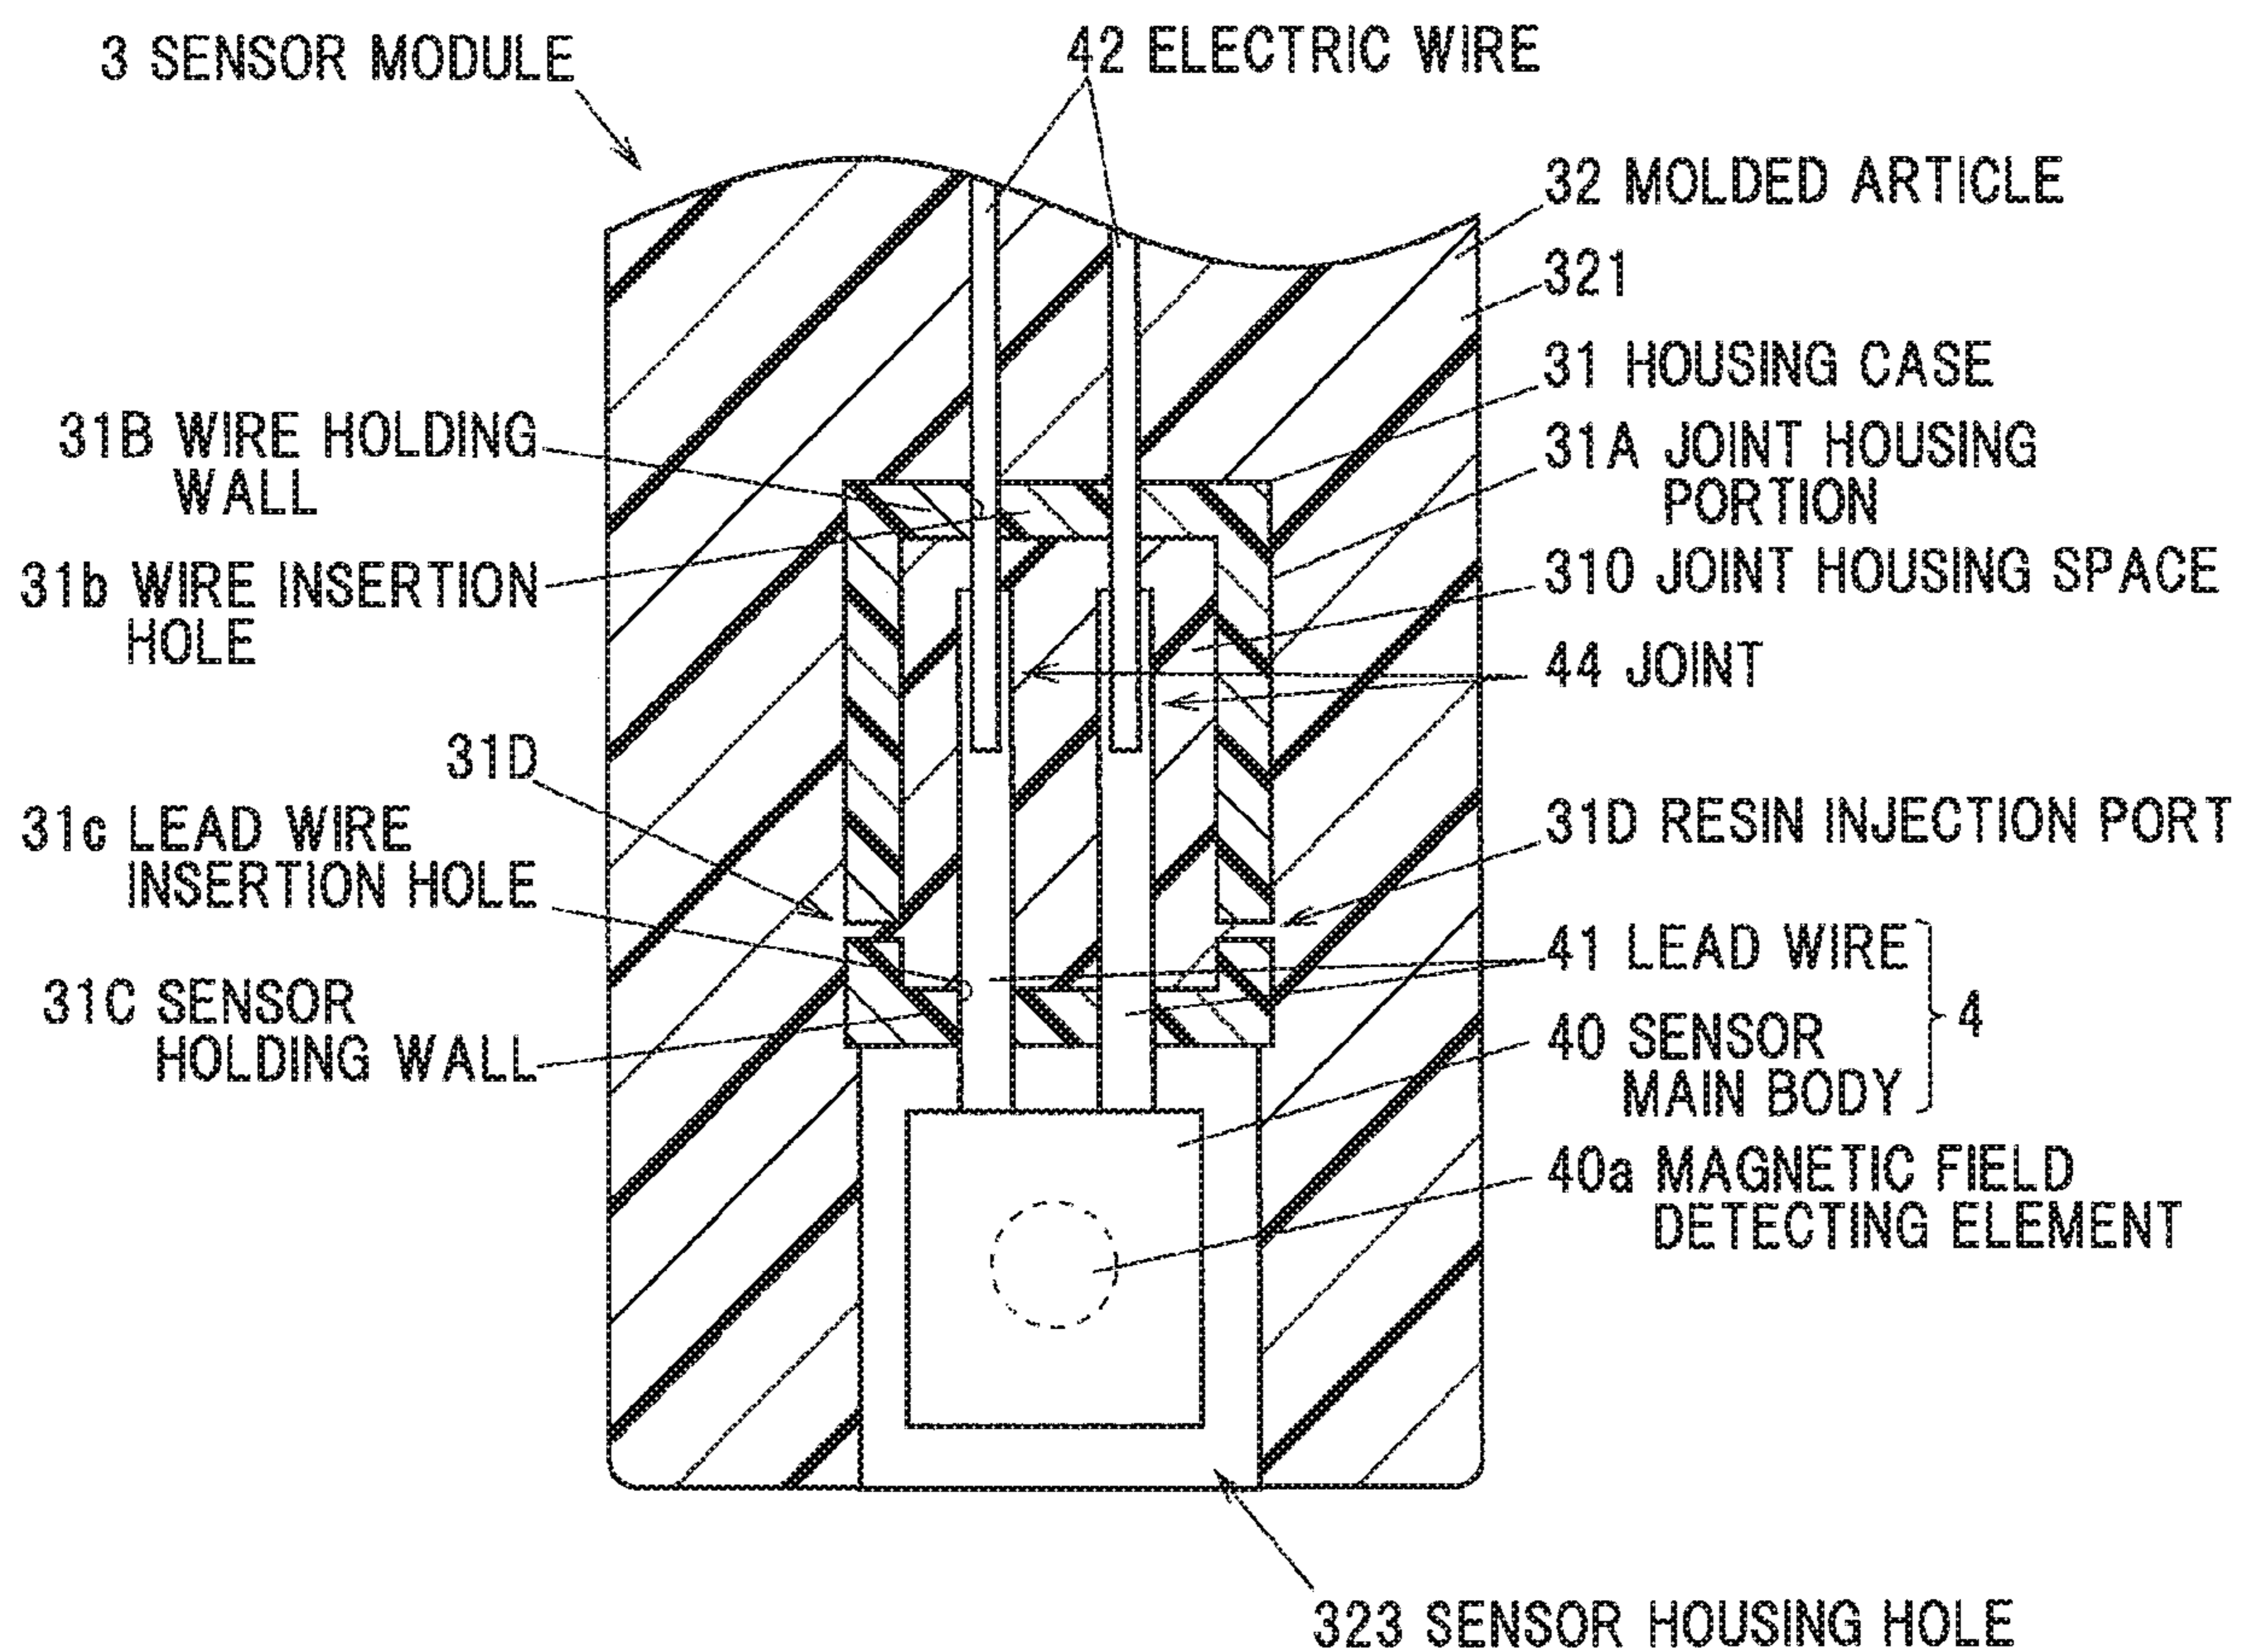 3 SENSOR MODULE
42 ELECTRIC WIRE
32 MOLDED ARTICLE
321
31 HOUSING CASE
31A JOINT HOUSING
PORTION
310 JOINT HOUSING SPACE
44 JOINT
31B WIRE HOLDING
WALL
31b WIRE INSERTION
HOLE
31D
31c LEAD WIRE
INSERTION HOLE
31C SENSOR
HOLDING WALL
31D RESIN INJECTION PORT
41 LEAD WIRE
40 SENSOR
MAIN BODY
4
40a MAGNETIC FIELD
DETECTING ELEMENT
323 SENSOR HOUSING HOLE